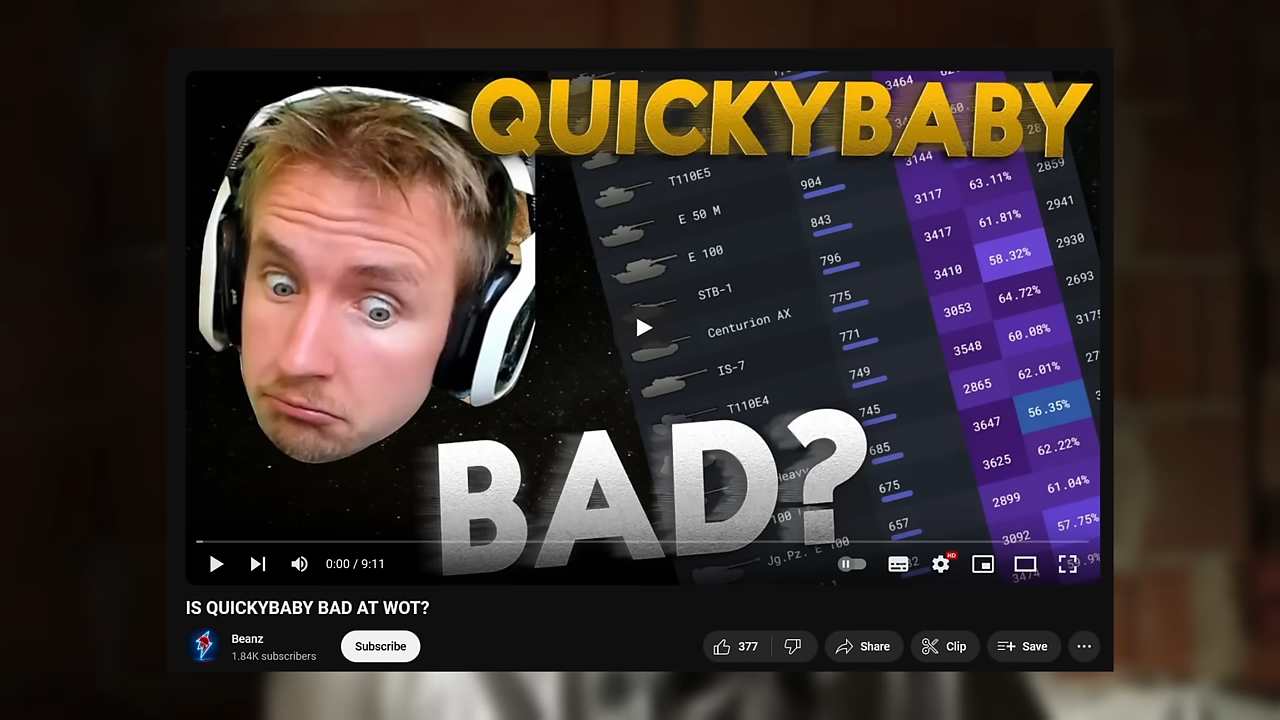 QUICKYBABY
3464
3144
2859
T110E5
904
3117
63.11%
2941
E 50 M
843
3417
61.81%
2930
E 100
796
3410
58.32%
2693
STB-1
775
3053
64.72%
Centurion AX
771
3548
60.08%
IS-7
749
2865
62.01%
T110E4
745
3647
56.35%
685
3625
62.22%
675
2899
61.04%
657
3092
57.75%
Jg.Pz. E 100
BAD?
0:00 / 9:11
HD
IS QUICKYBABY BAD AT WOT?
Beanz
1.84K subscribers
Subscribe
377
Share
Clip
Save